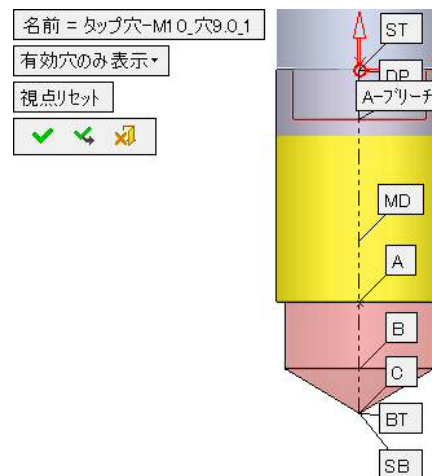 名前 = タップ穴-M10_穴9.0_1
有効穴のみ表示▾
視点リセット
ST
DP
A-ブリーチ
MD
A
B
C
BT
SB